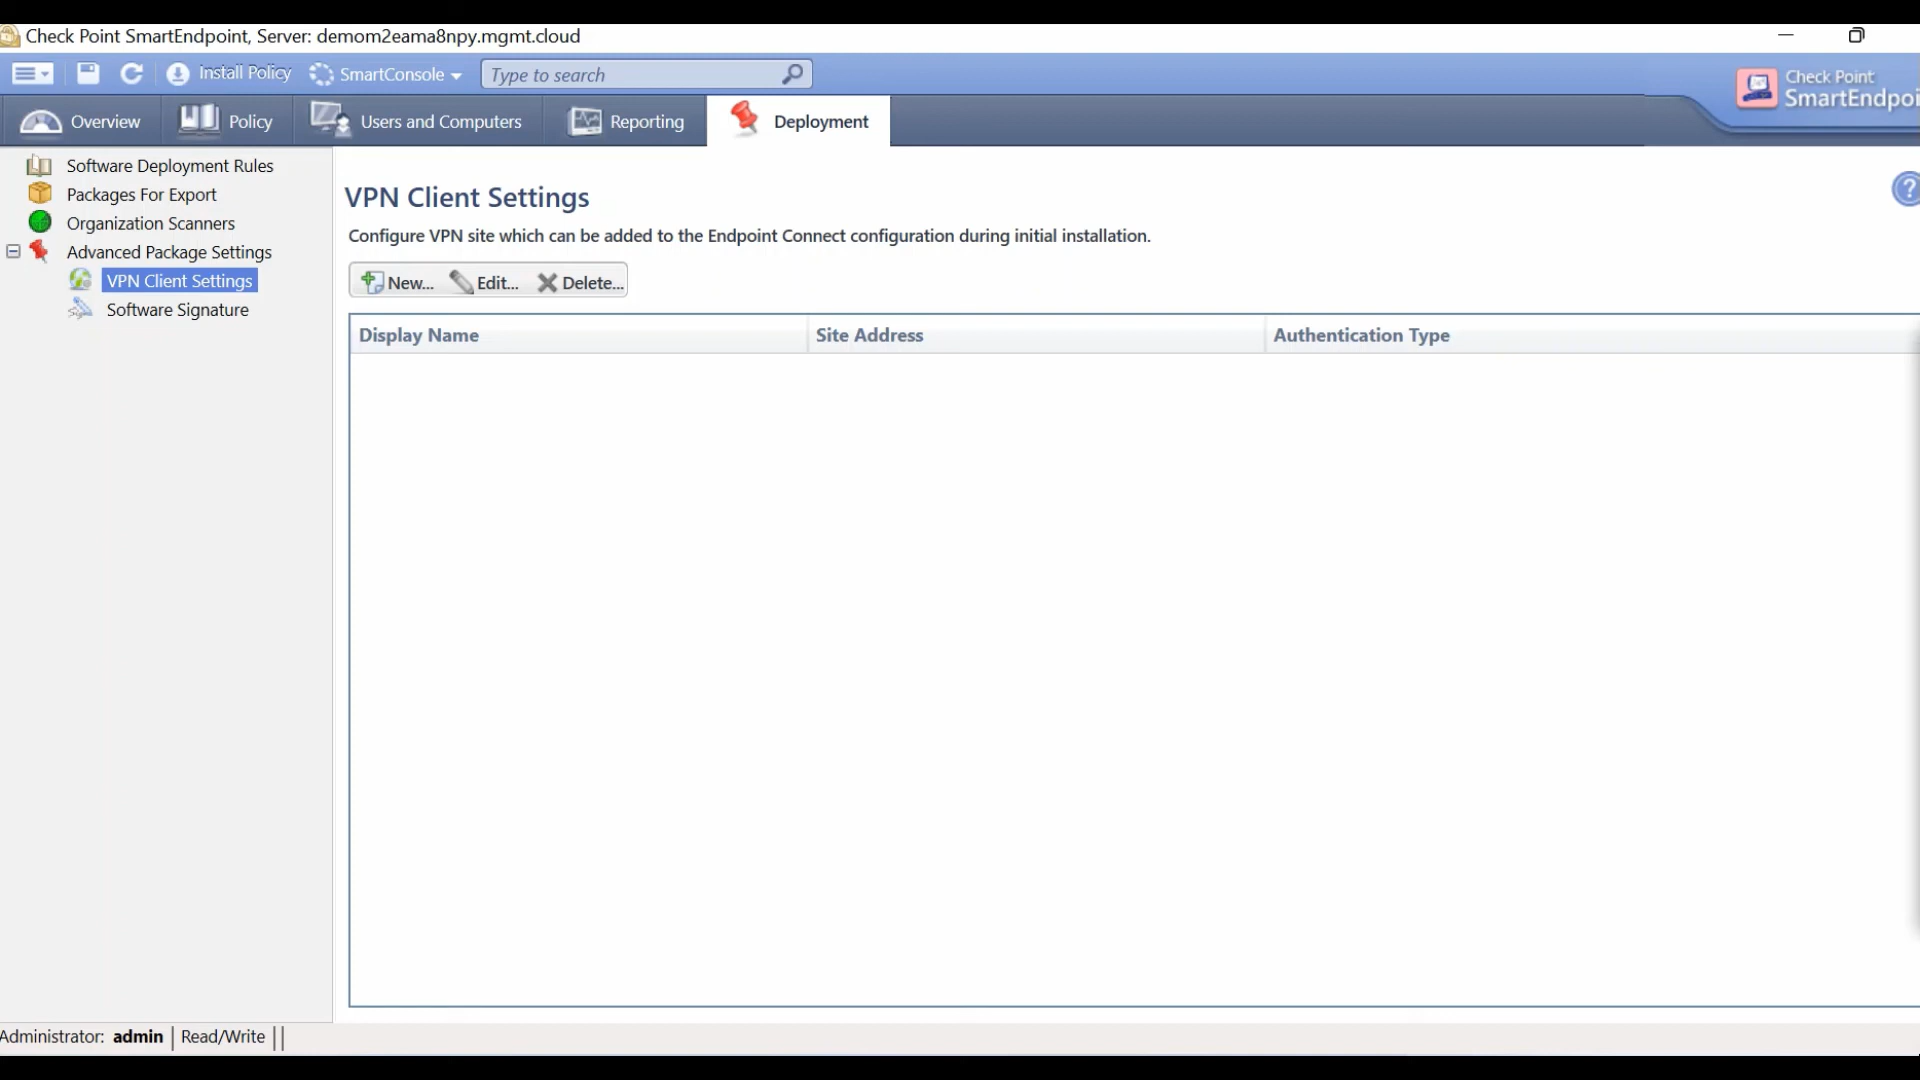 Check Point SmartEndpoint, Server: demom2eama8npy.mgmt.cloud
Install Policy SmartConsole Type to search
Check Point
SmartEndpoi
Overview Policy Users and Computers Reporting Deployment
Software Deployment Rules
Packages For Export
Organization Scanners
Advanced Package Settings
VPN Client Settings
Software Signature
VPN Client Settings
?
Configure VPN site which can be added to the Endpoint Connect configuration during initial installation.
New... Edit... Delete...
Display Name Site Address Authentication Type
Administrator: admin Read/Write